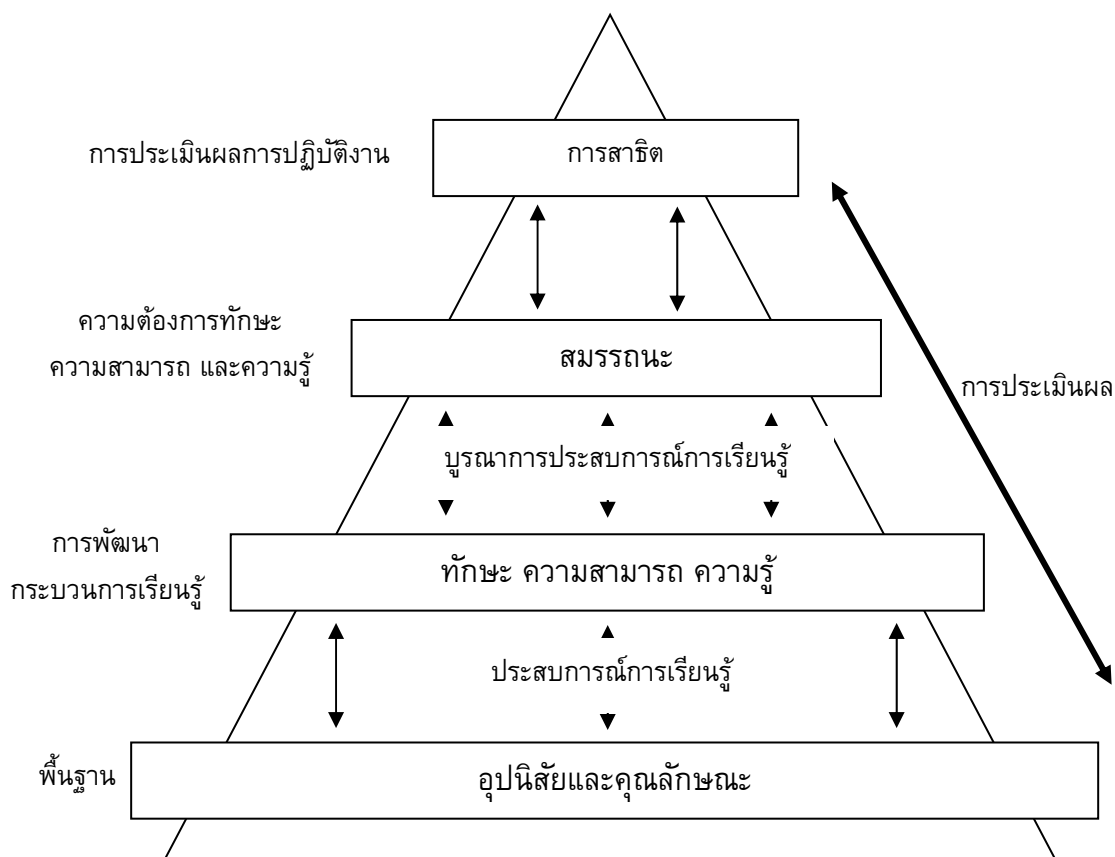 การประเมินผลการปฏิบัติงาน
การสาธิต
ความต้องการทักษะ
ความสามารถ และความรู้
สมรรถนะ
การประเมินผล
บูรณาการประสบการณ์การเรียนรู้
การพัฒนา
กระบวนการเรียนรู้
ทักษะ ความสามารถ ความรู้
ประสบการณ์การเรียนรู้
พื้นฐาน
อุปนิสัยและคุณลักษณะ